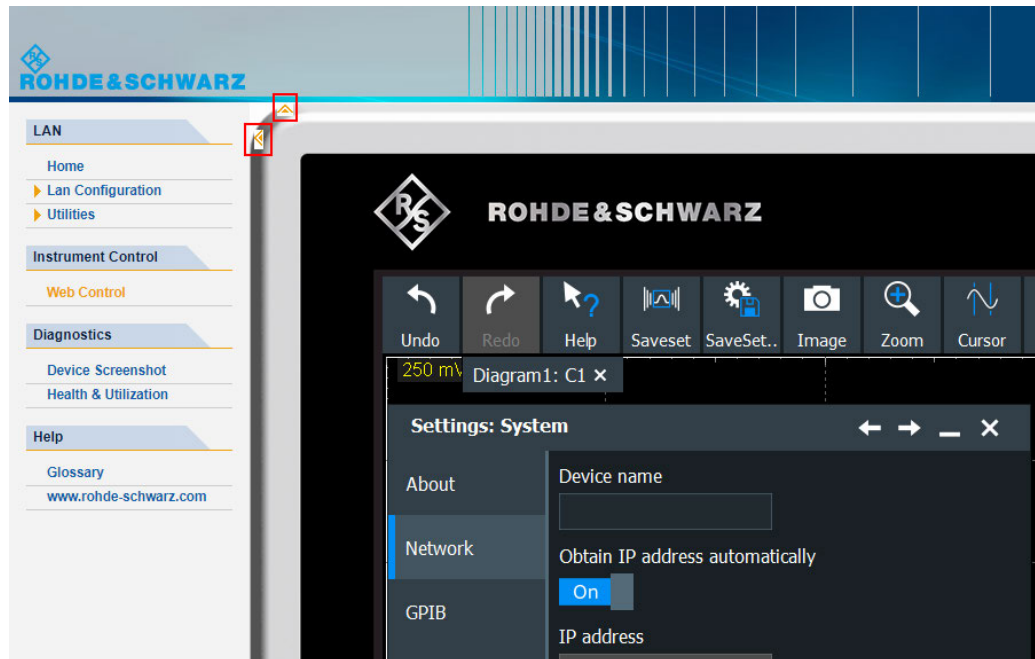 ROHDE&SCHWARZ
LAN
Home
Lan Configuration
Utilities
Instrument Control
Web Control
Diagnostics
Device Screenshot
Health & Utilization
Help
Glossary
www.rohde-schwarz.com
R S
ROHDE&SCHWARZ
Undo Redo Help Saveset SaveSet.. Image Zoom Cursor
250 mV Diagram1: C1
Settings: System
About
Network
GPIB
Device name
Obtain IP address automatically
On
IP address